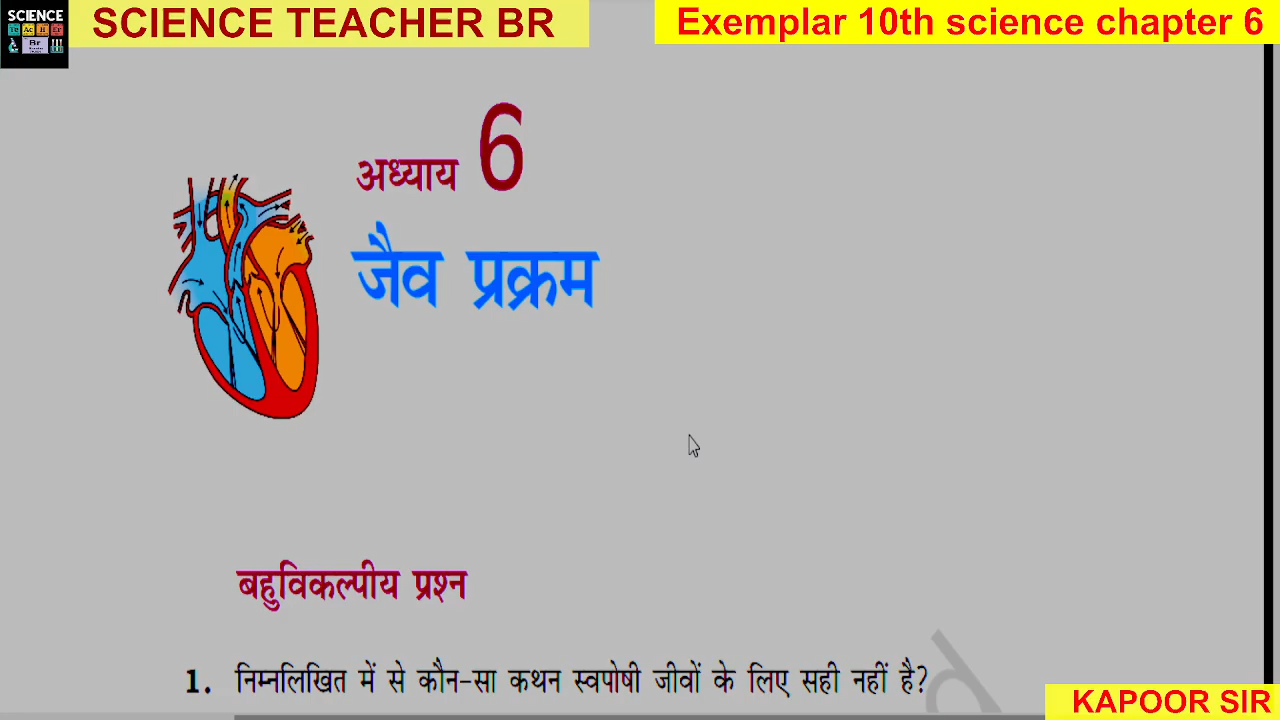 SCIENCE
SCIENCE TEACHER BR
Exemplar 10th science chapter 6
अध्याय 6
जैव प्रक्रम
बहुविकल्पीय प्रश्न
1. निम्नलिखित में से कौन-सा कथन स्वपोषी जीवों के लिए सही नहीं है?
KAPOOR SIR